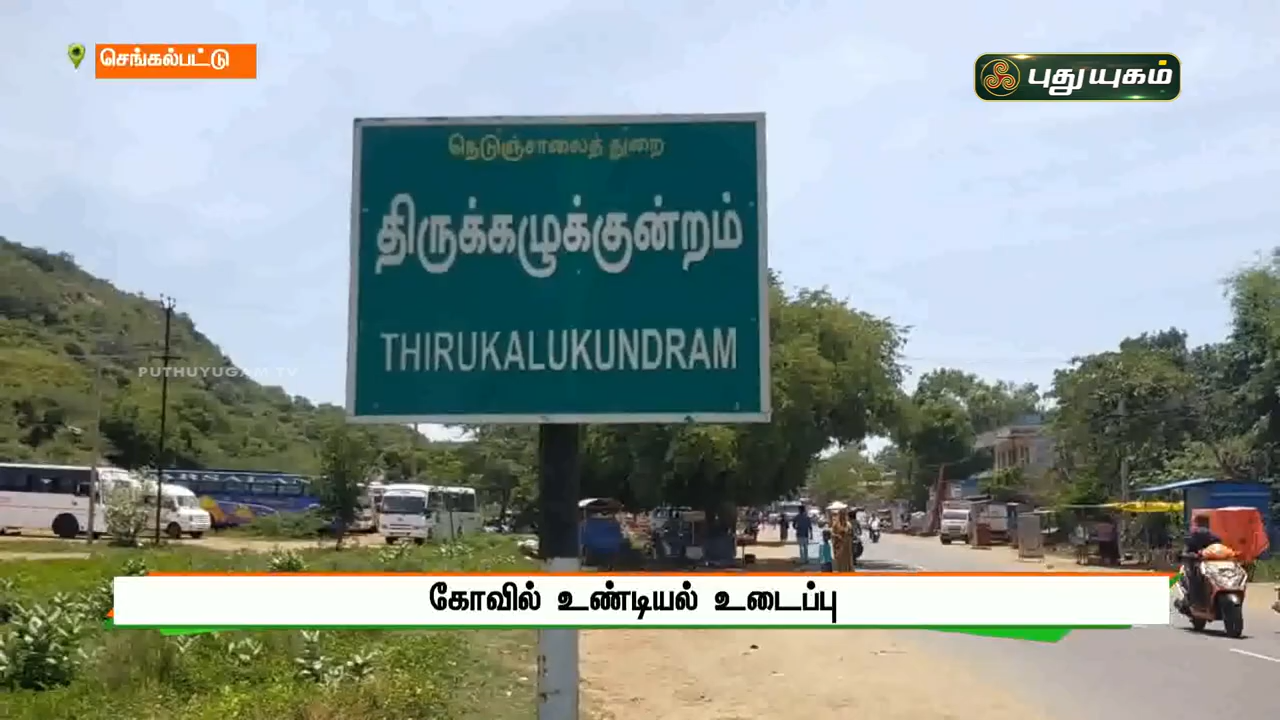 செங்கல்பட்டு
புதுயுகம்
நெடுஞ்சாலைத் துறை
திருக்கழுக்குன்றம்
THIRUKALUKUNDRAM
PUTHUYUGAM TV
கோவில் உண்டியல் உடைப்பு